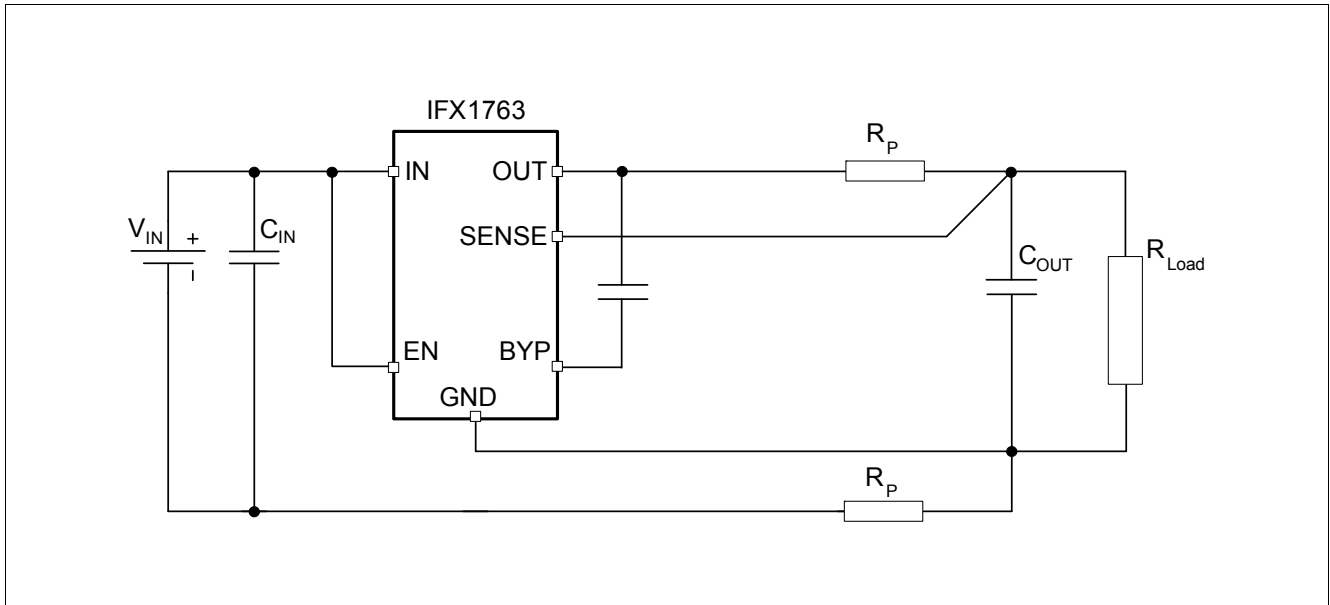 IFX1763
R_P
IN
OUT
V_IN
+
-
C_IN
SENSE
C_OUT
R_Load
EN
BYP
GND
R_P